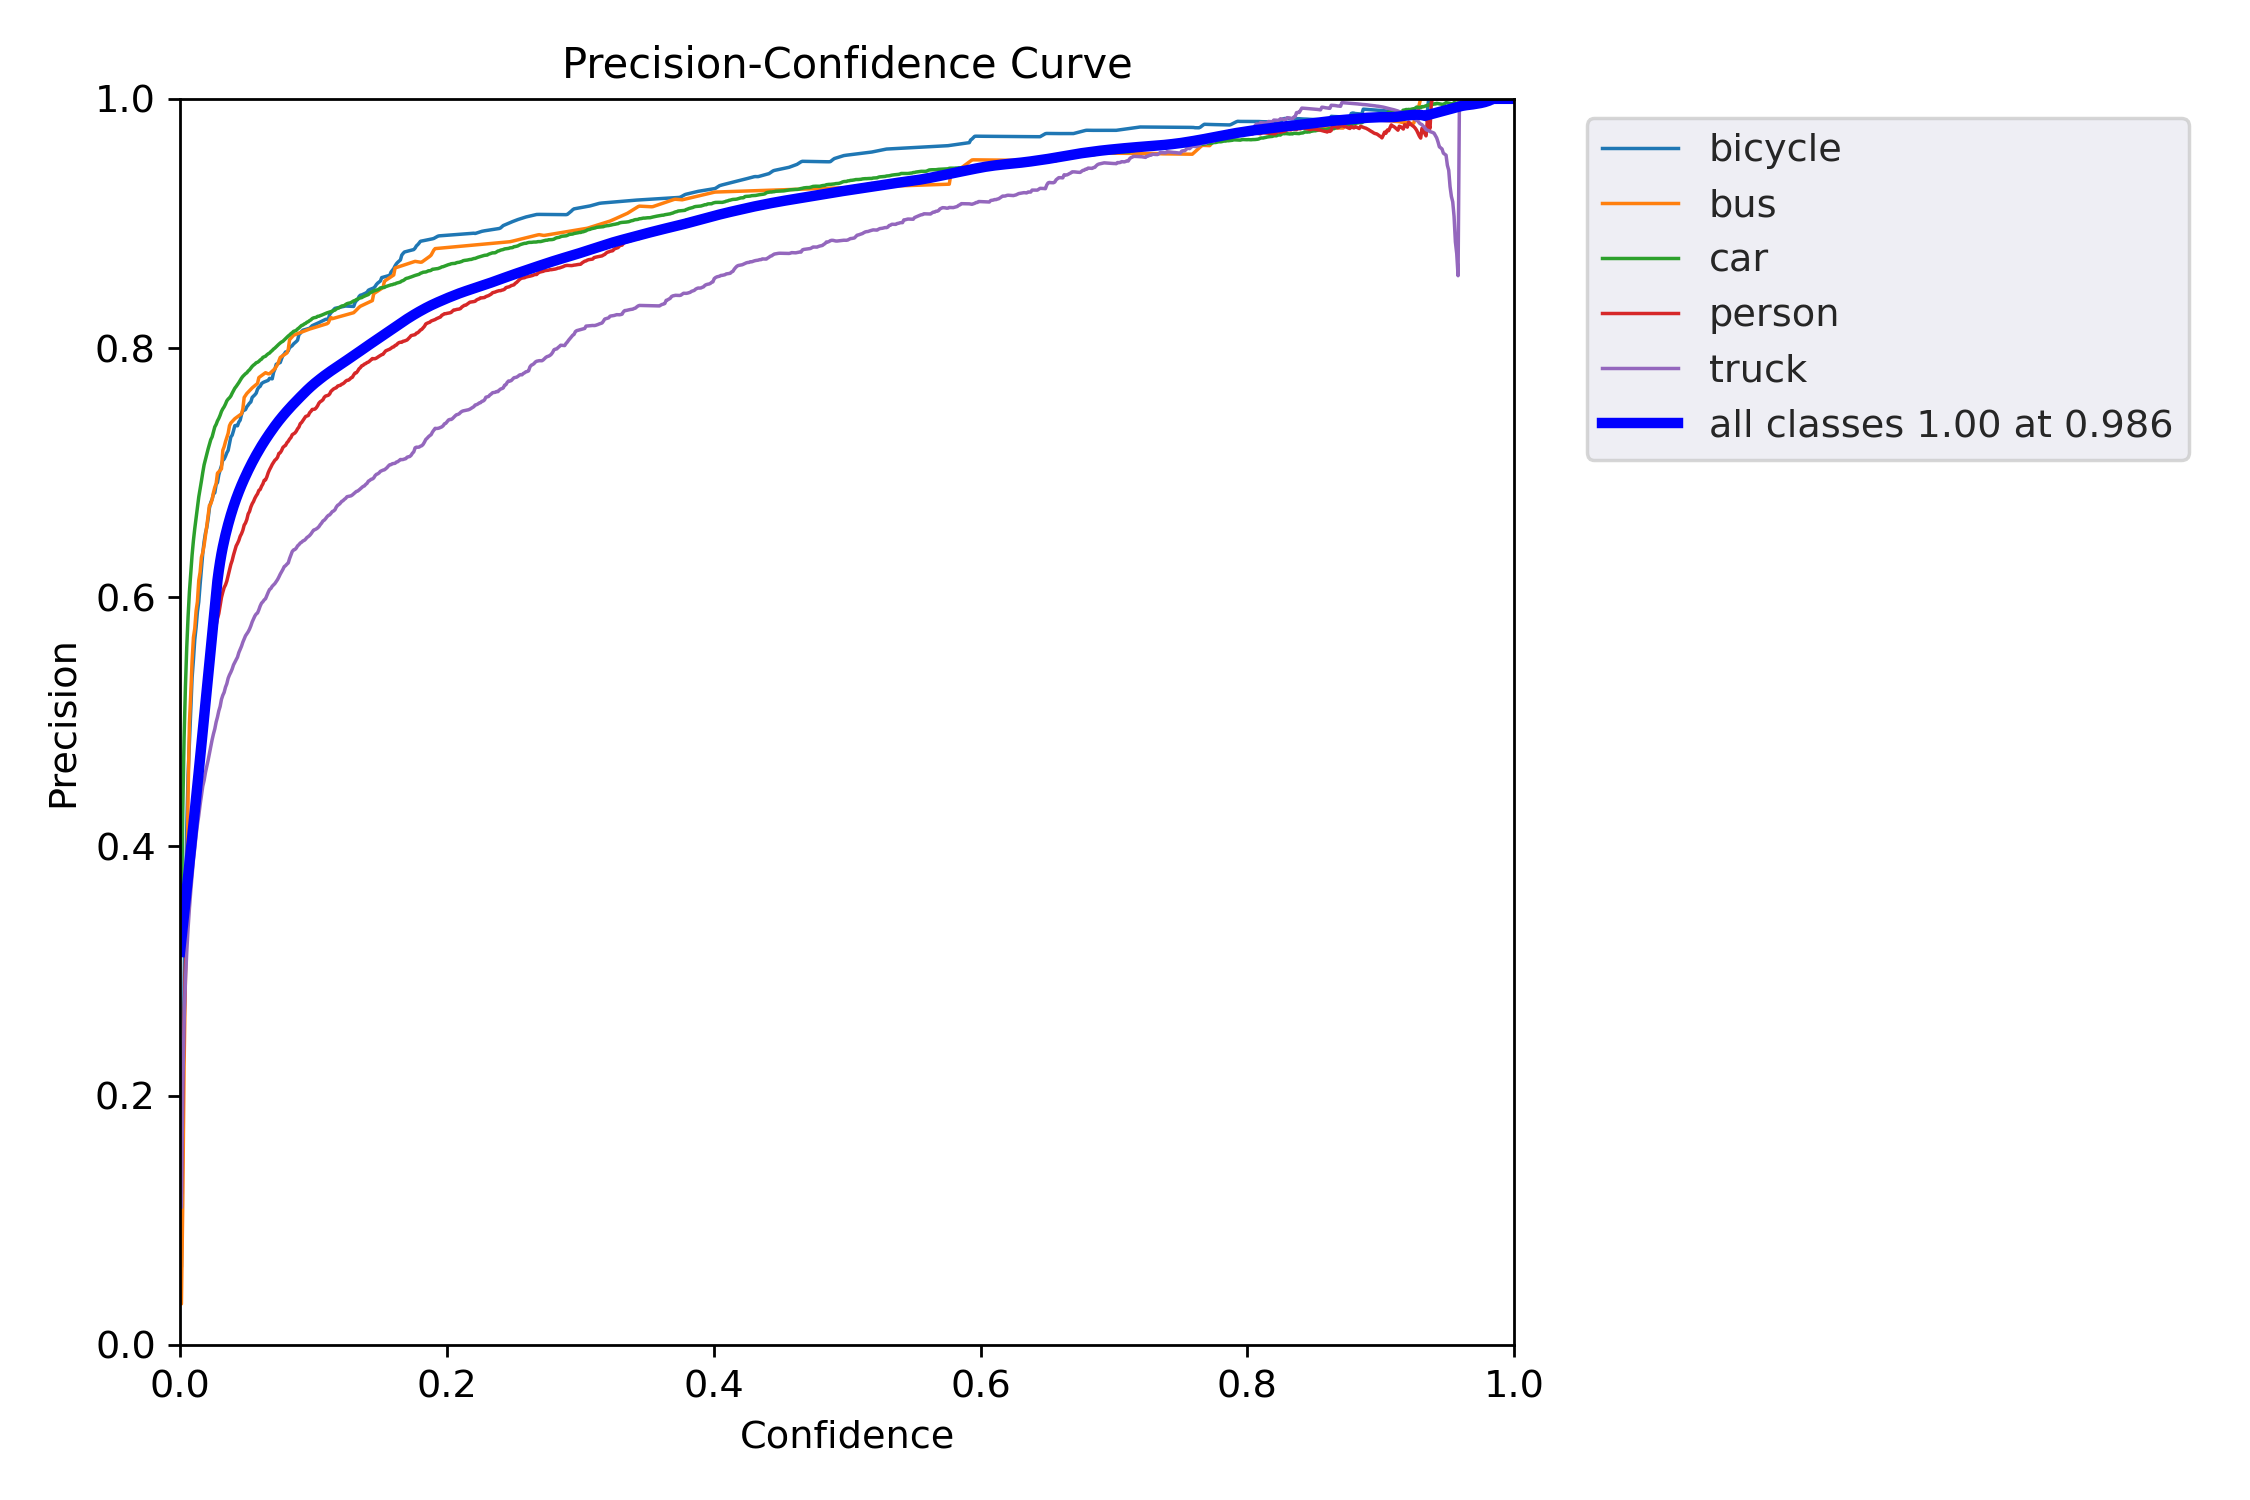 Precision-Confidence Curve
1.0
0.8
0.6
0.4
0.2
0.0
Precision
0.0 0.2 0.4 0.6 0.8 1.0
Confidence
bicycle
bus
car
person
truck
all classes 1.00 at 0.986